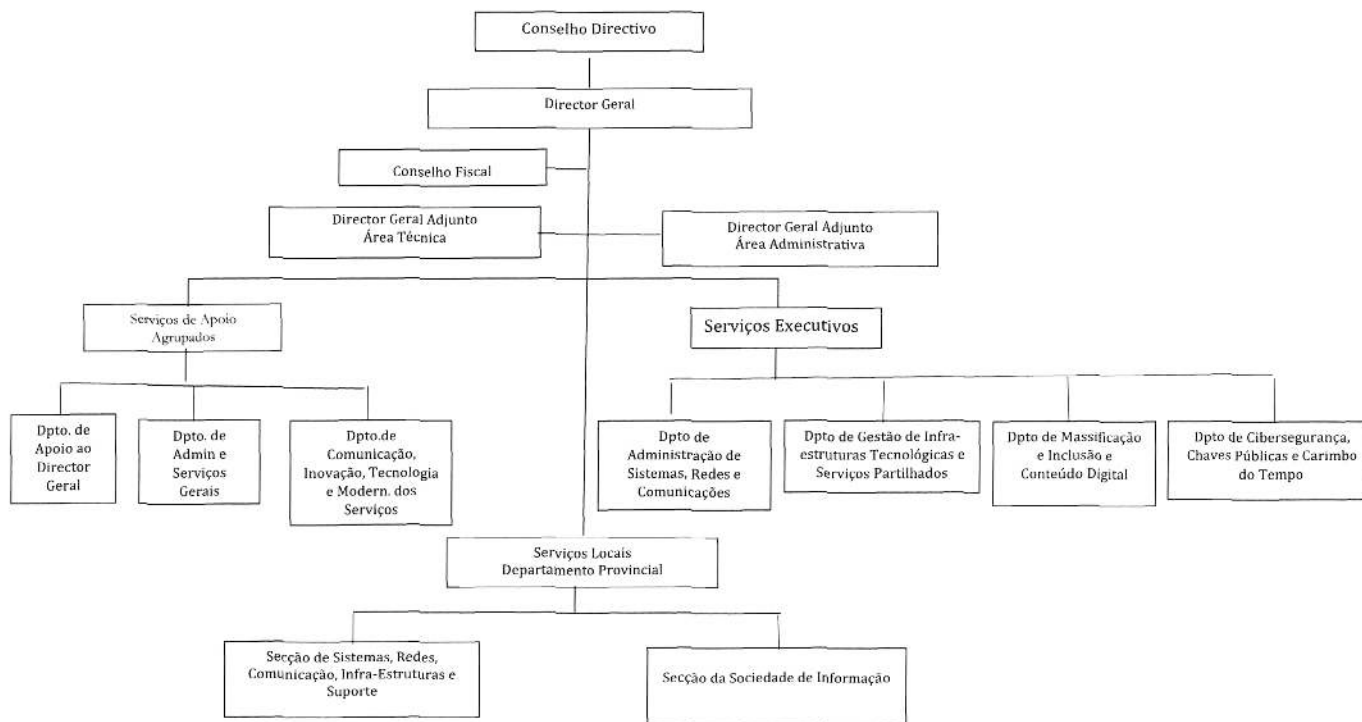 Conselho Directivo
Director Geral
Conselho Fiscal
Director Geral Adjunto
Área Técnica
Director Geral Adjunto
Área Administrativa
Serviços de Apoio
Agrupados
Serviços Executivos
Dpto. de
Apoio ao
Director
Geral
Dpto. de
Admin e
Serviços
Gerais
Dpto.de
Comunicação,
Inovação, Tecnologia
e Modern. dos
Serviços
Dpto de
Administração de
Sistemas, Redes e
Comunicações
Dpto de Gestão de Infra-
estruturas Tecnológicas e
Serviços Partilhados
Dpto de Massificação
e Inclusão e
Conteúdo Digital
Dpto de Cibersegurança,
Chaves Públicas e Carimbo
do Tempo
Serviços Locais
Departamento Provincial
Secção de Sistemas, Redes,
Comunicação, Infra-Estruturas e
Suporte
Secção da Sociedade de Informação